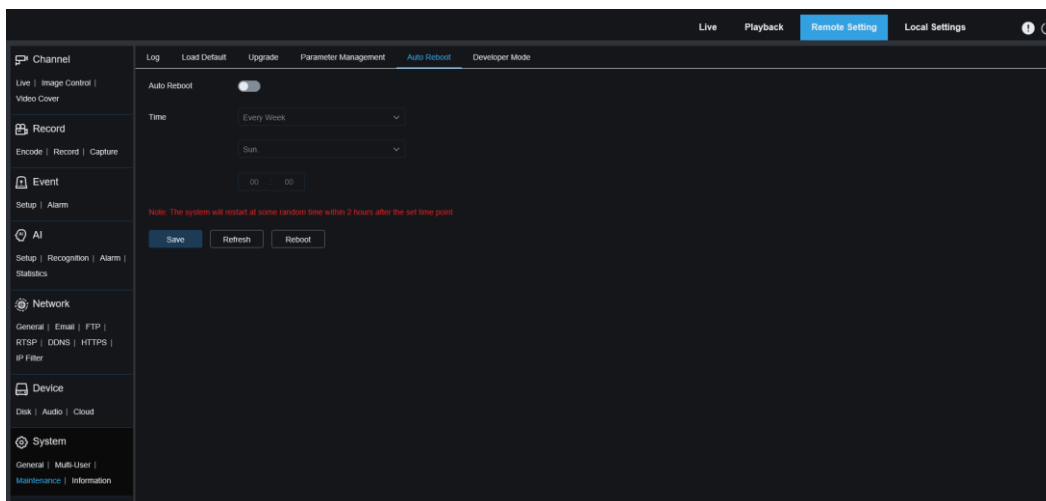 Live Playback Remote Setting Local Settings
Channel
Live | Image Control |
Video Cover
Record
Encode | Record | Capture
Event
Setup | Alarm
AI
Setup | Recognition | Alarm |
Statistics
Network
General | Email | FTP |
RTSP | DDNS | HTTPS |
IP Filter
Device
Disk | Audio | Cloud
System
General | Multi-User |
Maintenance | Information
Log Load Default Upgrade Parameter Management Auto Reboot Developer Mode
Auto Reboot
Time Every Week
Sun.
00 : 00
Note: The system will restart at some random time within 2 hours after the set time point
Save Refresh Reboot